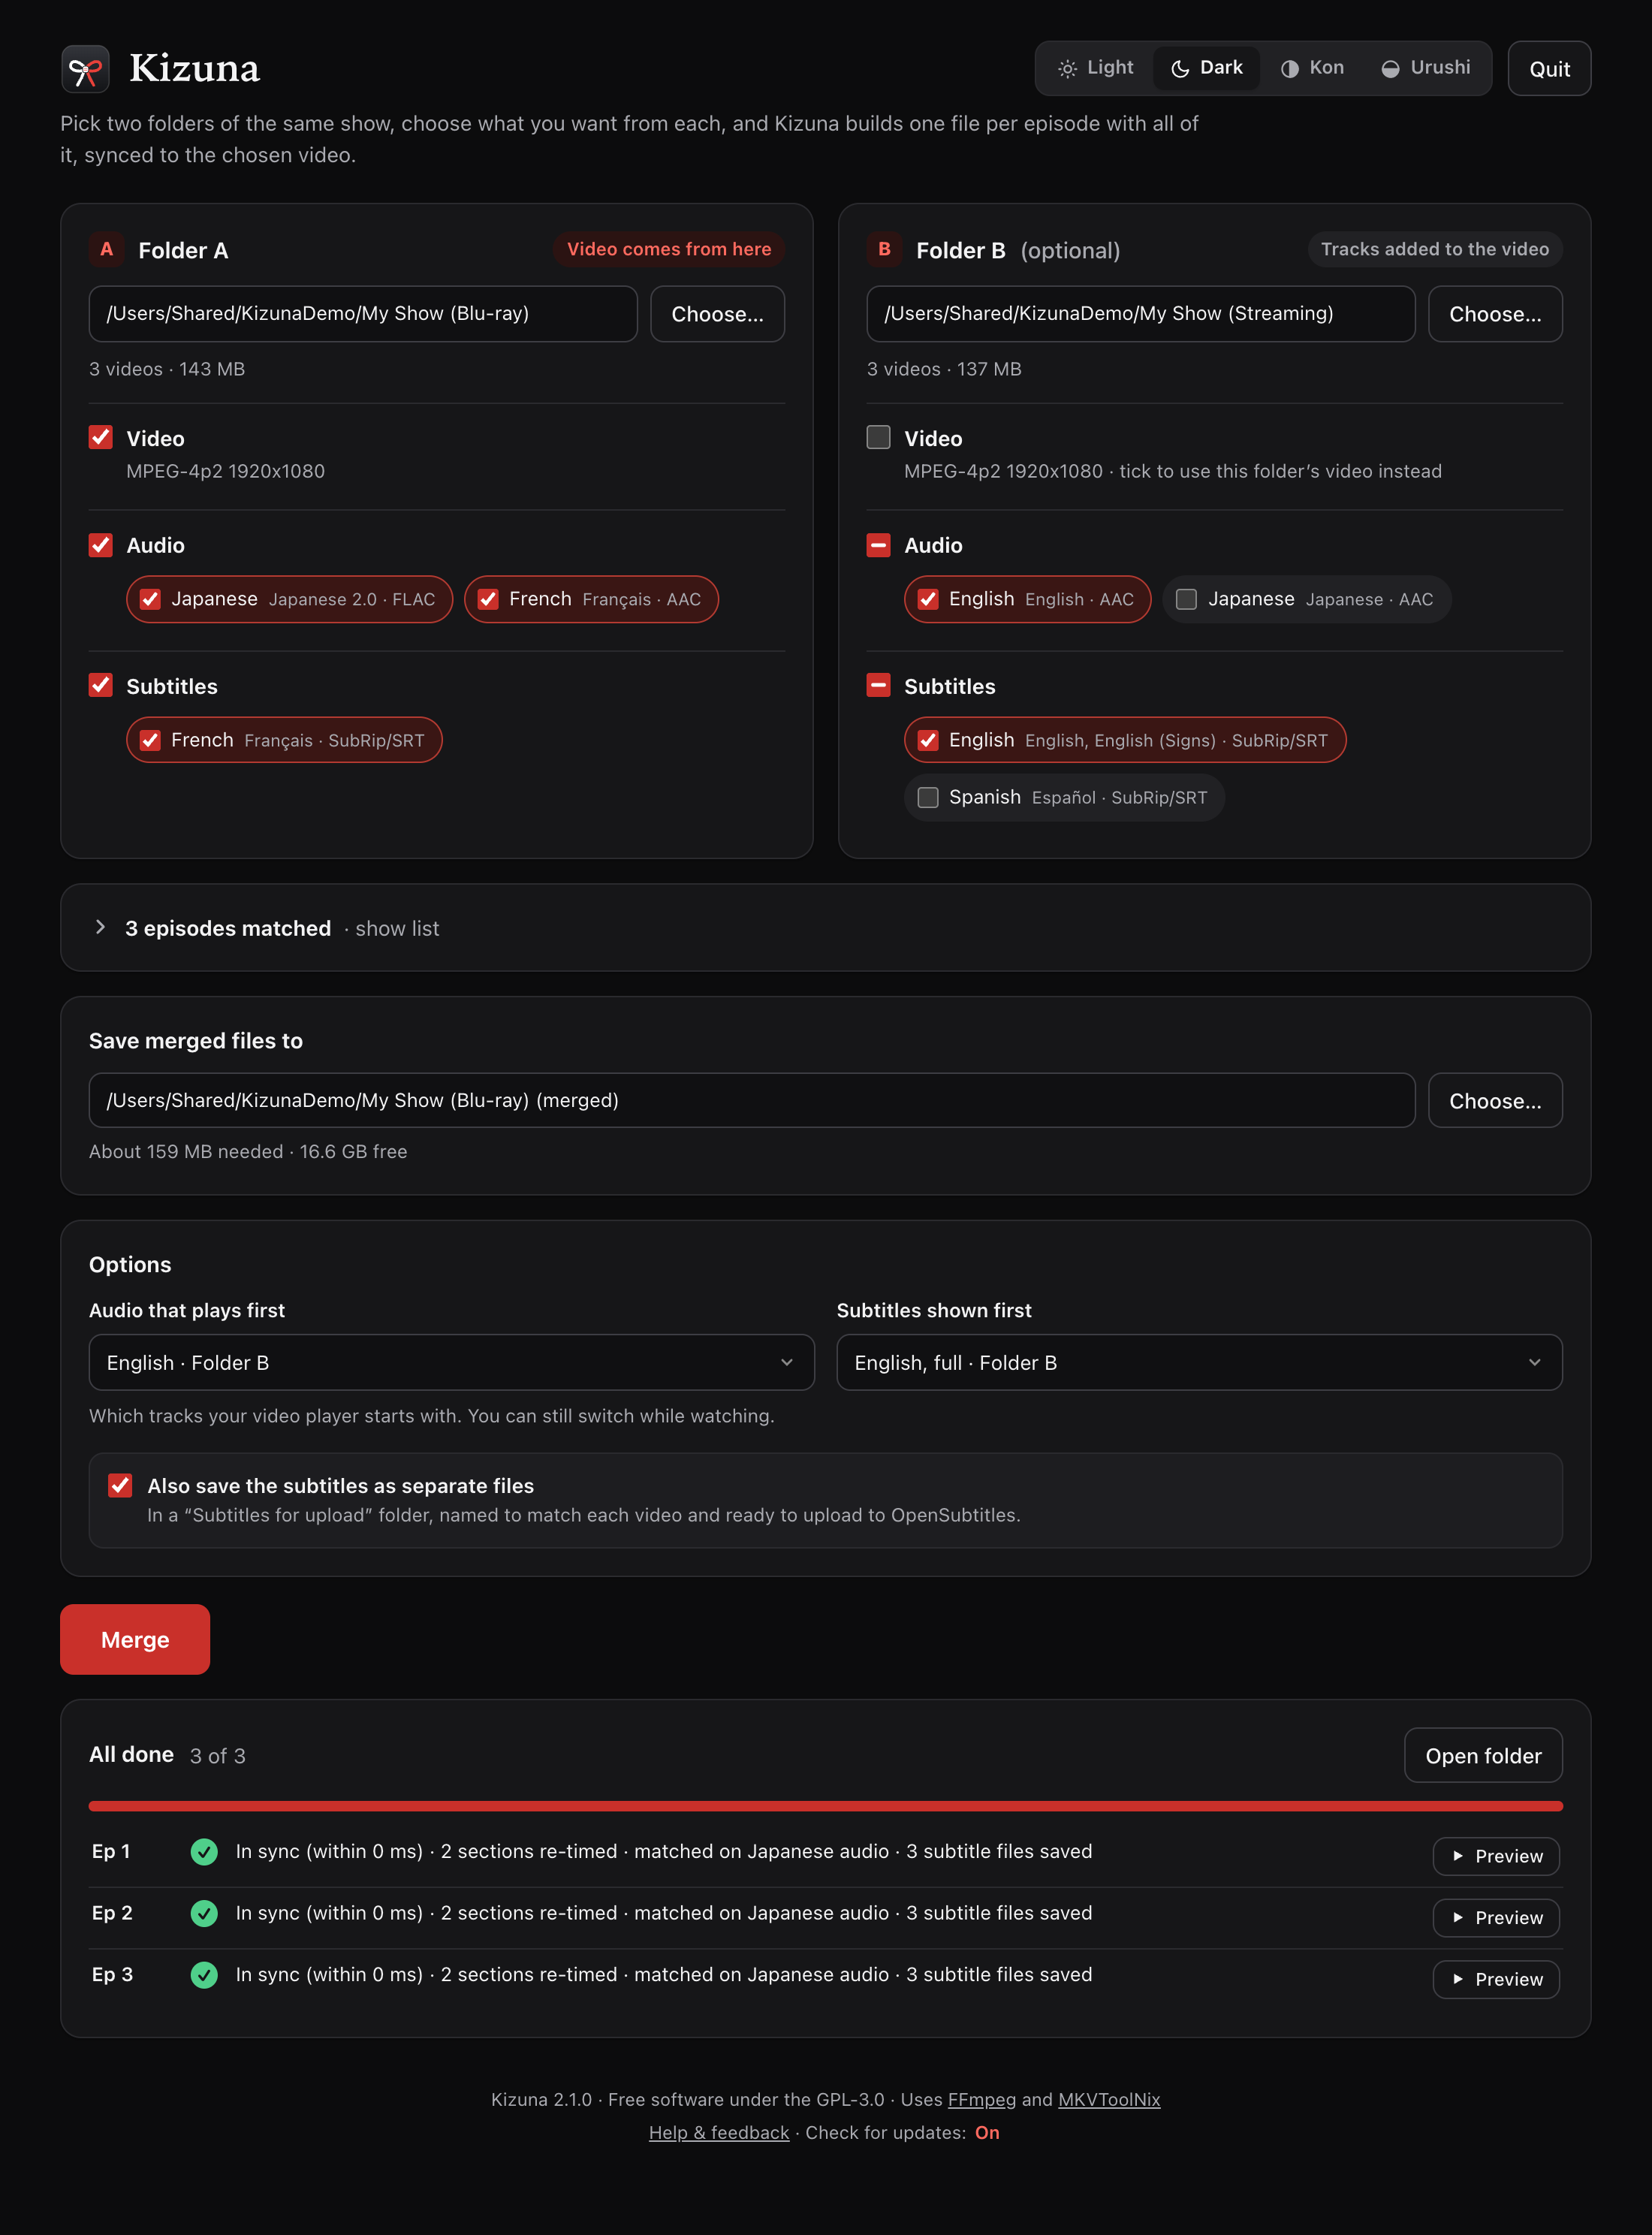 Kizuna
Light
Dark
Kon
Urushi
Quit
Pick two folders of the same show, choose what you want from each, and Kizuna builds one file per episode with all of
it, synced to the chosen video.
A Folder A
Video comes from here
/Users/Shared/KizunaDemo/My Show (Blu-ray)
Choose...
3 videos · 143 MB
Video
MPEG-4p2 1920x1080
Audio
Japanese Japanese 2.0 · FLAC
French Français · AAC
Subtitles
French Français · SubRip/SRT
B Folder B (optional)
Tracks added to the video
/Users/Shared/KizunaDemo/My Show (Streaming)
Choose...
3 videos · 137 MB
Video
MPEG-4p2 1920x1080 · tick to use this folder’s video instead
Audio
English English · AAC
Japanese Japanese · AAC
Subtitles
English English, English (Signs) · SubRip/SRT
Spanish Español · SubRip/SRT
3 episodes matched · show list
Save merged files to
/Users/Shared/KizunaDemo/My Show (Blu-ray) (merged)
Choose...
About 159 MB needed · 16.6 GB free
Options
Audio that plays first
English · Folder B
Subtitles shown first
English, full · Folder B
Which tracks your video player starts with. You can still switch while watching.
Also save the subtitles as separate files
In a “Subtitles for upload” folder, named to match each video and ready to upload to OpenSubtitles.
Merge
All done 3 of 3
Open folder
Ep 1 In sync (within 0 ms) · 2 sections re-timed · matched on Japanese audio · 3 subtitle files saved Preview
Ep 2 In sync (within 0 ms) · 2 sections re-timed · matched on Japanese audio · 3 subtitle files saved Preview
Ep 3 In sync (within 0 ms) · 2 sections re-timed · matched on Japanese audio · 3 subtitle files saved Preview
Kizuna 2.1.0 · Free software under the GPL-3.0 · Uses FFmpeg and MKVToolNix
Help & feedback · Check for updates: On